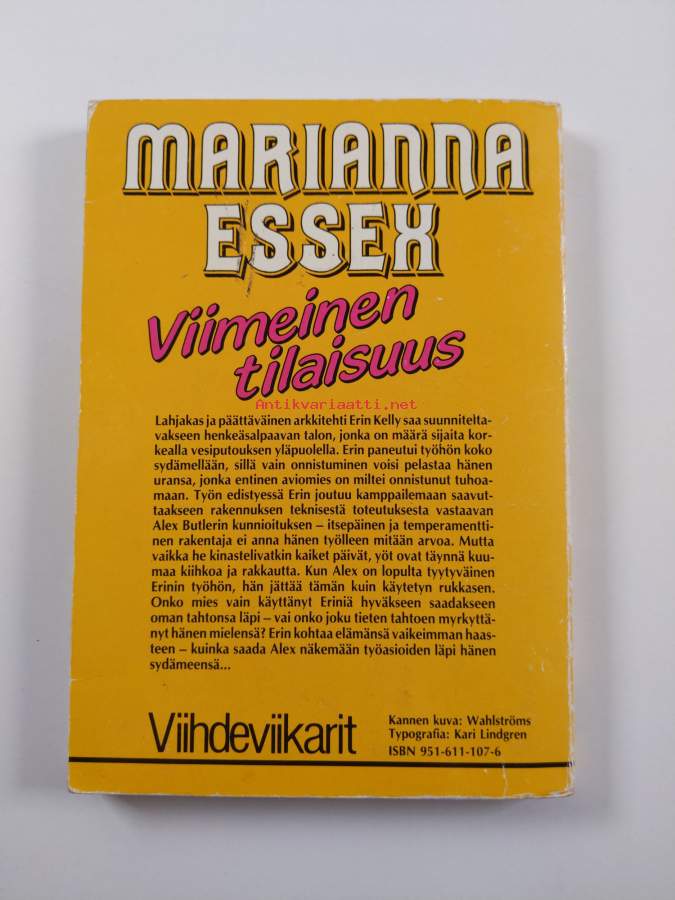 MARIANNA
ESSEX
Viimeinen
tilaisuus
Antikvariaatti.net
Lahjakas ja päättäväinen arkkitehti Erin Kelly saa suunnitelta-
vakseen henkeäsalpaavan talon, jonka on määrä sijaita kor-
kealla vesiputouksen yläpuolella. Erin paneutui työhön koko
sydämellään, sillä vain onnistuminen voisi pelastaa hänen
uransa, jonka entinen aviomies on miltei onnistunut tuhoa-
maan. Työn edistyessä Erin joutuu kamppailemaan saavut-
taakseen rakennuksen teknisestä toteutuksesta vastaavan
Alex Butlerin kunnioituksen – itsepäinen ja temperamentti-
nen rakentaja ei anna hänen työlleen mitään arvoa. Mutta
vaikka he kinastelivatkin kaiket päivät, yöt ovat täynnä kuu-
maa kiihkoa ja rakkautta. Kun Alex on lopulta tyytyväinen
Erinin työhön, hän jättää tämän kuin käytetyn rukkasen.
Onko mies vain käyttänyt Eriniä hyväkseen saadakseen
oman tahtonsa läpi – vai onko joku tieten tahtoen myrkyttä-
nyt hänen mielensä? Erin kohtaa elämänsä vaikeimman haas-
teen – kuinka saada Alex näkemään työasioiden läpi hänen
sydämeensä...
Viihdeviikarit
Kannen kuva: Wahlströms
Typografia: Kari Lindgren
ISBN 951-611-107-6